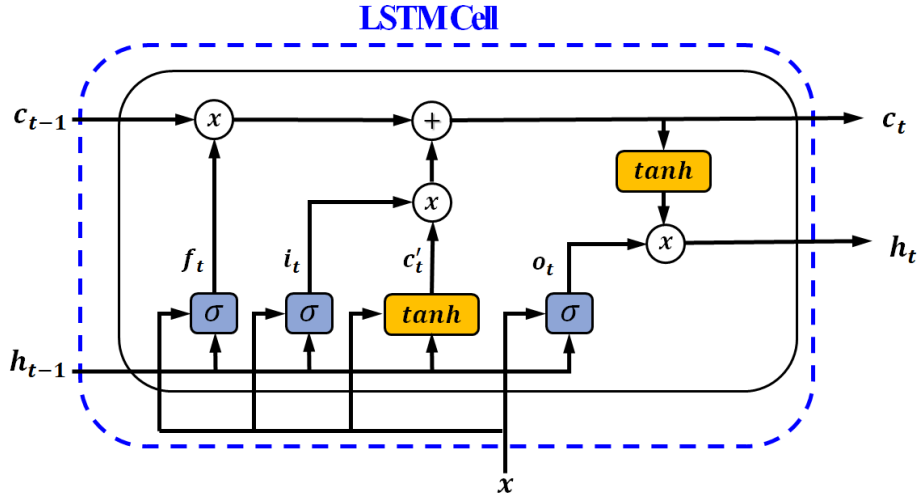 LSTM Cell
c_{t-1} x + c_t
tanh
x x
f_t i_t c'_t o_t h_t
σ σ tanh σ
h_{t-1}
x